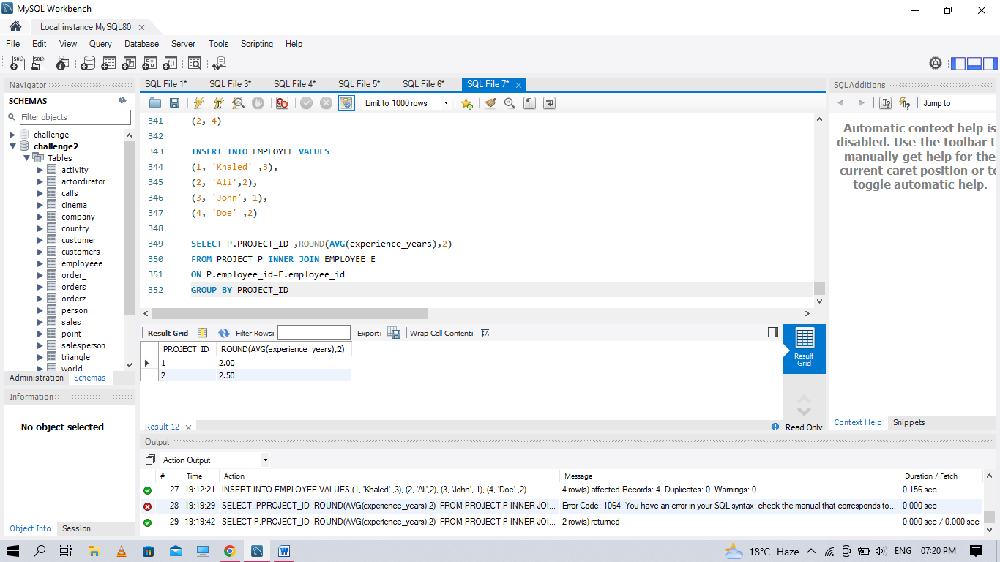 MySQL Workbench
Local instance MySQL80
File Edit View Query Database Server Tools Scripting Help
Navigator
SCHEMAS
Filter objects
challenge
challenge2
Tables
activity
actordiretor
calls
cinema
company
country
customer
customers
employeee
order_
orders
orderz
person
sales
point
salesperson
triangle
world
Administration Schemas
Information
No object selected
Object Info Session
SQL File 1* SQL File 3* SQL File 4* SQL File 5* SQL File 6* SQL File 7*
Limit to 1000 rows
341 (2, 4)
342
343 INSERT INTO EMPLOYEE VALUES
344 (1, 'Khaled' ,3),
345 (2, 'Ali',2),
346 (3, 'John', 1),
347 (4, 'Doe' ,2)
348
349 SELECT P.PROJECT_ID ,ROUND(AVG(experience_years),2)
350 FROM PROJECT P INNER JOIN EMPLOYEE E
351 ON P.employee_id=E.employee_id
352 GROUP BY PROJECT_ID
Result Grid Filter Rows: Export: Wrap Cell Content:
PROJECT_ID ROUND(AVG(experience_years),2)
1 2.00
2 2.50
Result
Grid
Result 12
Read Only
SQLAdditions
Jump to
Automatic context help is
disabled. Use the toolbar t
manually get help for the
current caret position or to
toggle automatic help.
Context Help Snippets
Output
Action Output
# Time Action Message Duration / Fetch
27 19:12:21 INSERT INTO EMPLOYEE VALUES (1, 'Khaled' ,3), (2, 'Ali',2), (3, 'John', 1), (4, 'Doe' ,2) 4 row(s) affected Records: 4 Duplicates: 0 Warnings: 0 0.156 sec
28 19:19:29 SELECT .PPROJECT_ID ,ROUND(AVG(experience_years),2) FROM PROJECT P INNER JOI... Error Code: 1064. You have an error in your SQL syntax; check the manual that corresponds to... 0.000 sec
29 19:19:42 SELECT P.PROJECT_ID ,ROUND(AVG(experience_years),2) FROM PROJECT P INNER JOI... 2 row(s) returned 0.000 sec / 0.000 sec
18°C Haze ENG 07:20 PM